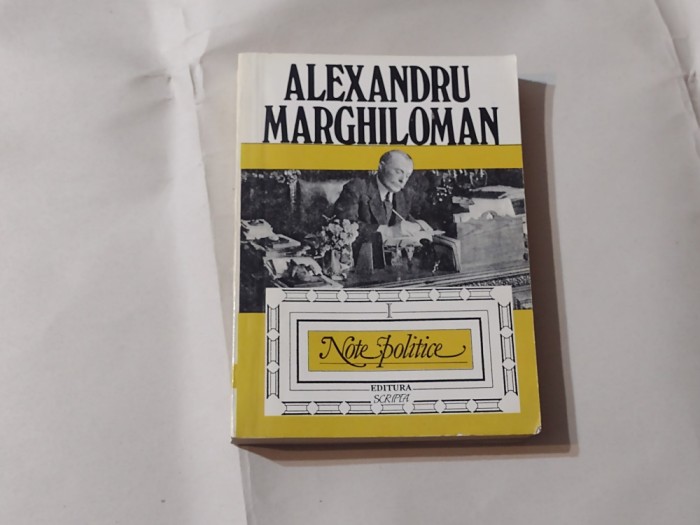 ALEXANDRU
MARGHILOMAN
I
Note politice
EDITURA
SCRIPTA